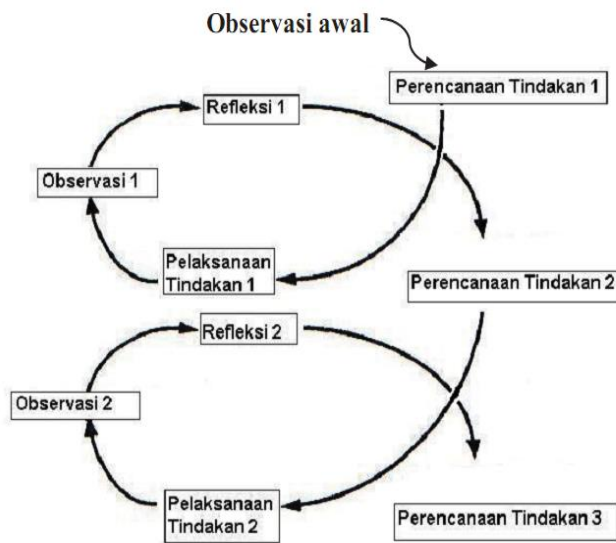 Observasi awal
Perencanaan Tindakan 1
Refleksi 1
Observasi 1
Pelaksanaan
Tindakan 1
Perencanaan Tindakan 2
Refleksi 2
Observasi 2
Pelaksanaan
Tindakan 2
Perencanaan Tindakan 3